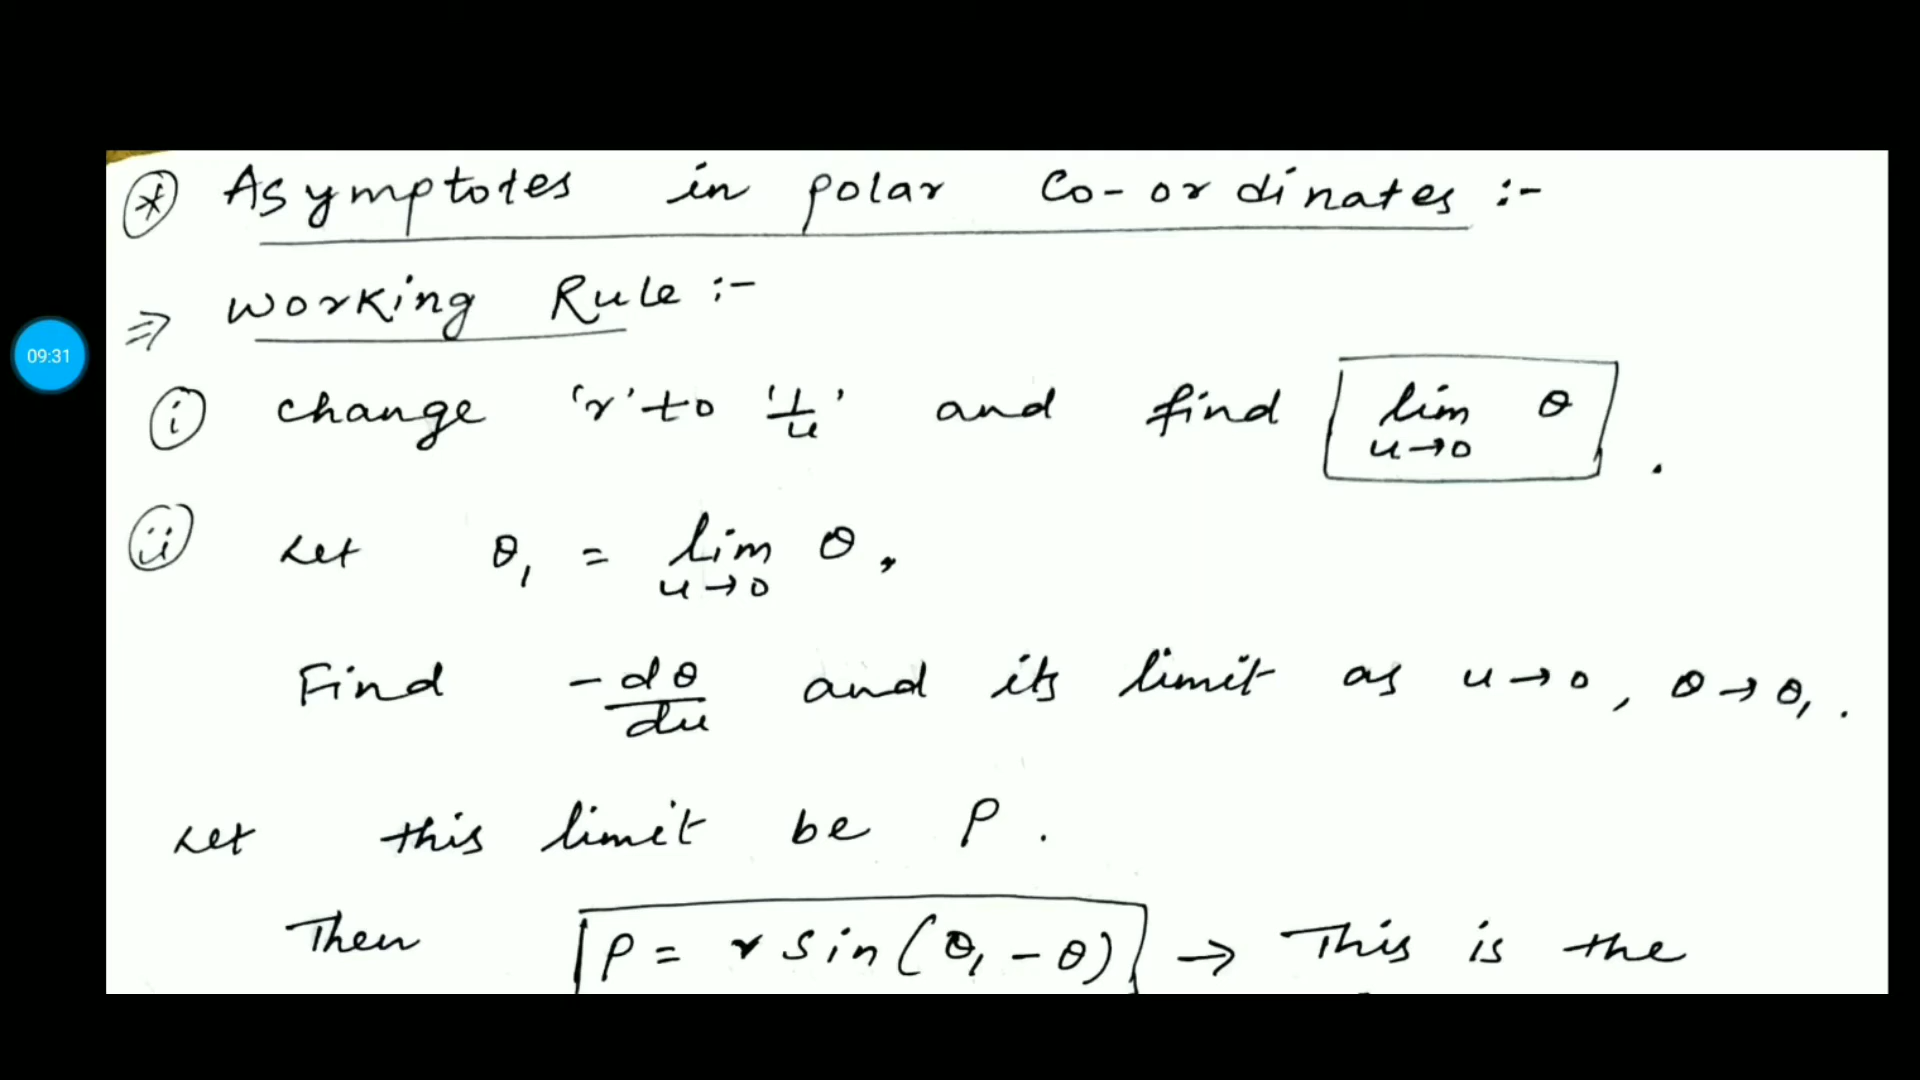 * Asymptotes in polar Co-ordinates :-
⇒ Working Rule :-
i change 'r' to '1/u' and find lim u→0 θ .
ii Let θ₁ = lim u→0 θ .
09:31
Find -dθ/du and its limit as u→0, θ→θ₁ .
Let this limit be P .
Then P = r sin(θ₁ - θ) → This is the